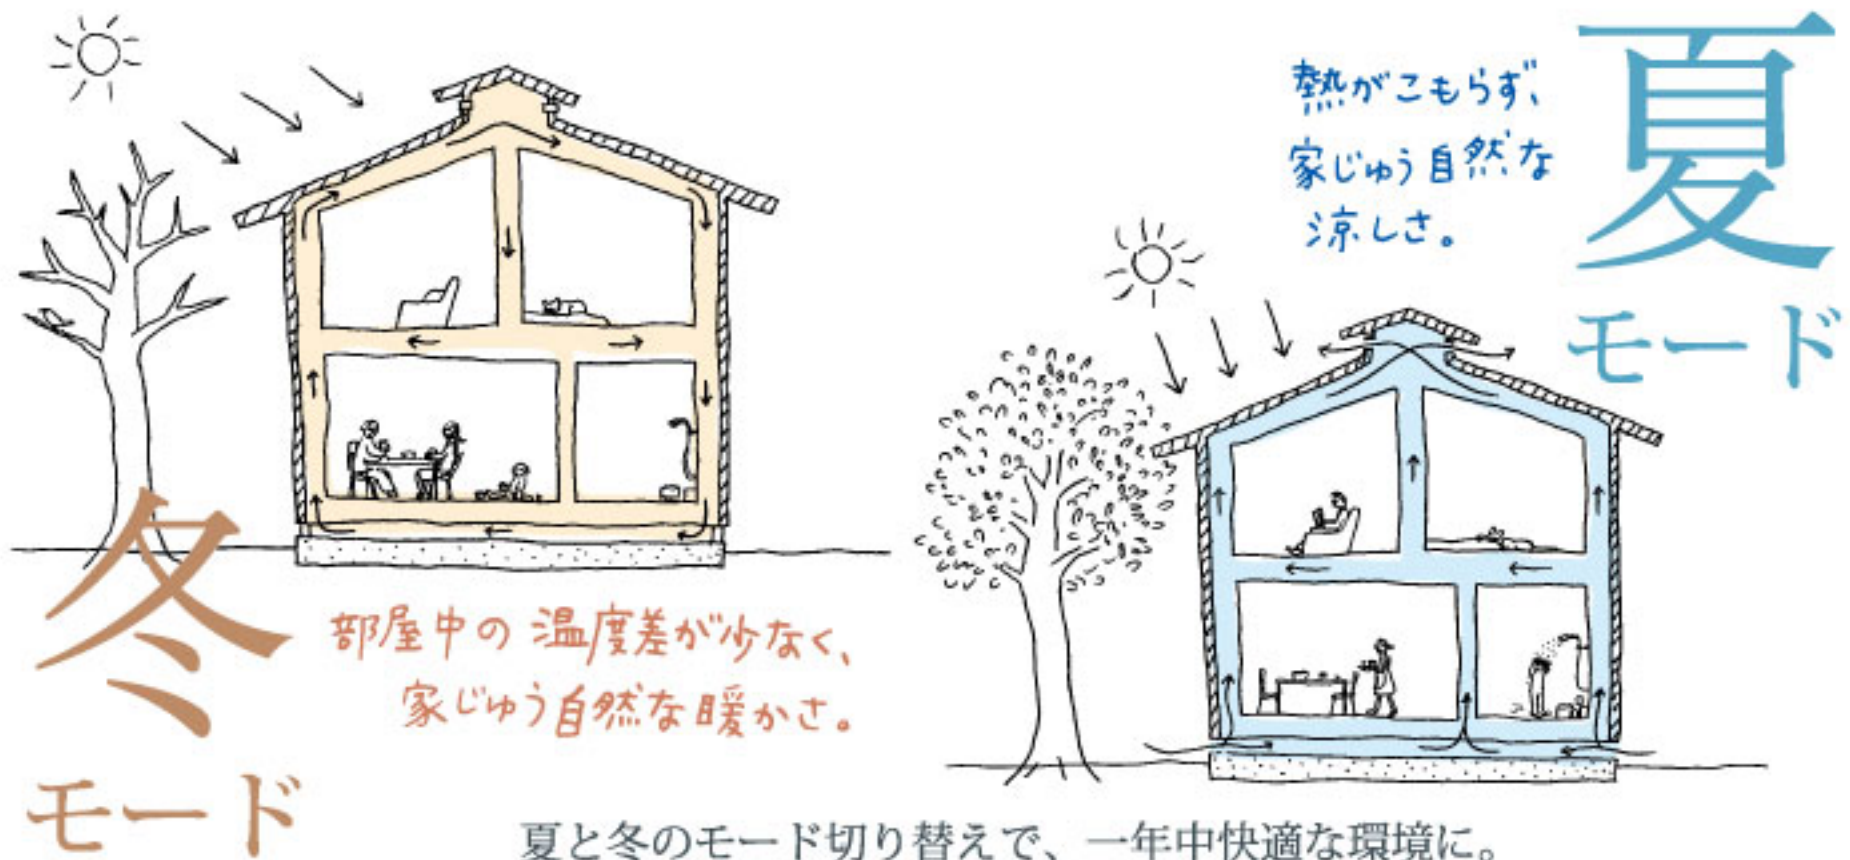 冬
モード
部屋中の温度差が少なく、
家じゅう自然な暖かさ。
夏
モード
熱がこもらず、
家じゅう自然な
涼しさ。
夏と冬のモード切り替えで、一年中快適な環境に。